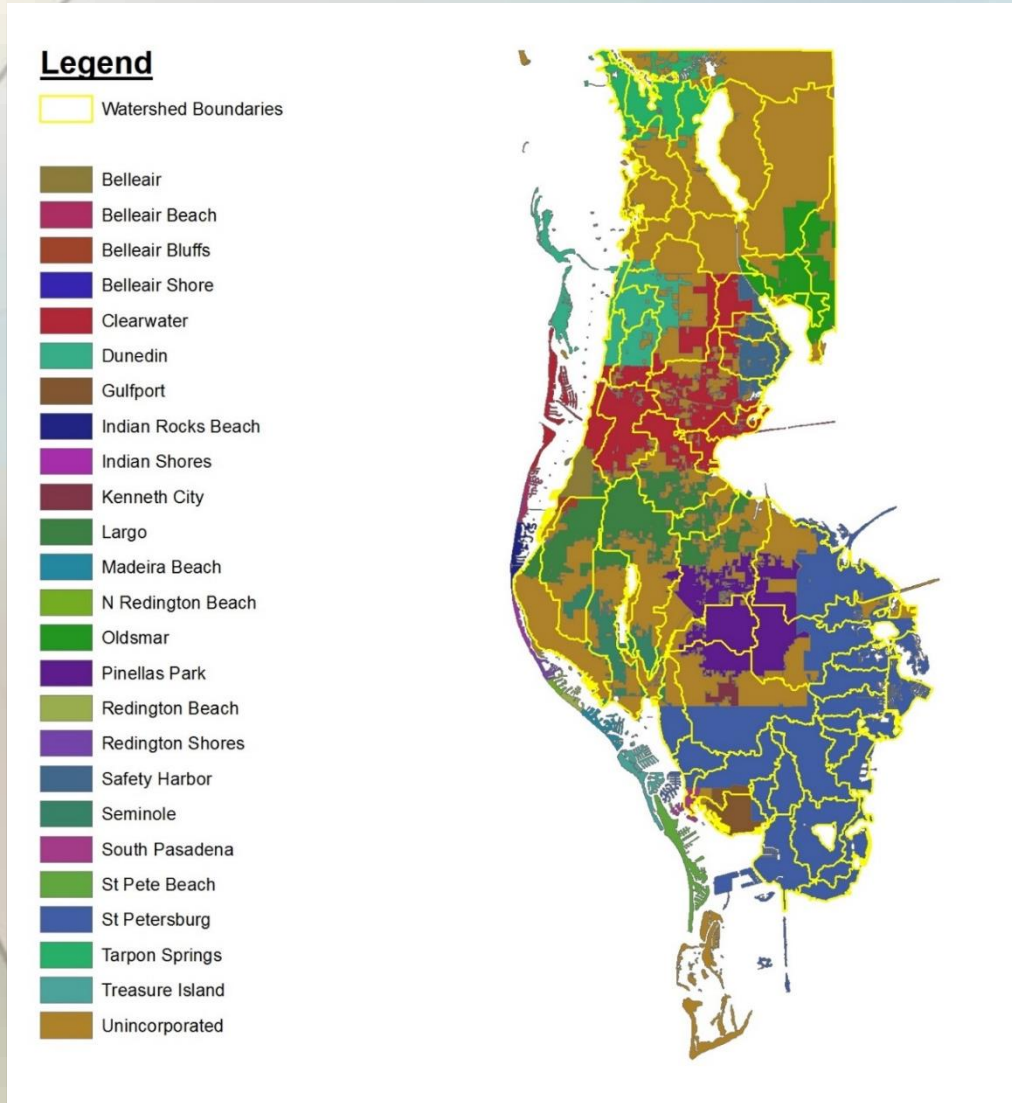 Legend
Watershed Boundaries
Belleair
Belleair Beach
Belleair Bluffs
Belleair Shore
Clearwater
Dunedin
Gulfport
Indian Rocks Beach
Indian Shores
Kenneth City
Largo
Madeira Beach
N Redington Beach
Oldsmar
Pinellas Park
Redington Beach
Redington Shores
Safety Harbor
Seminole
South Pasadena
St Pete Beach
St Petersburg
Tarpon Springs
Treasure Island
Unincorporated